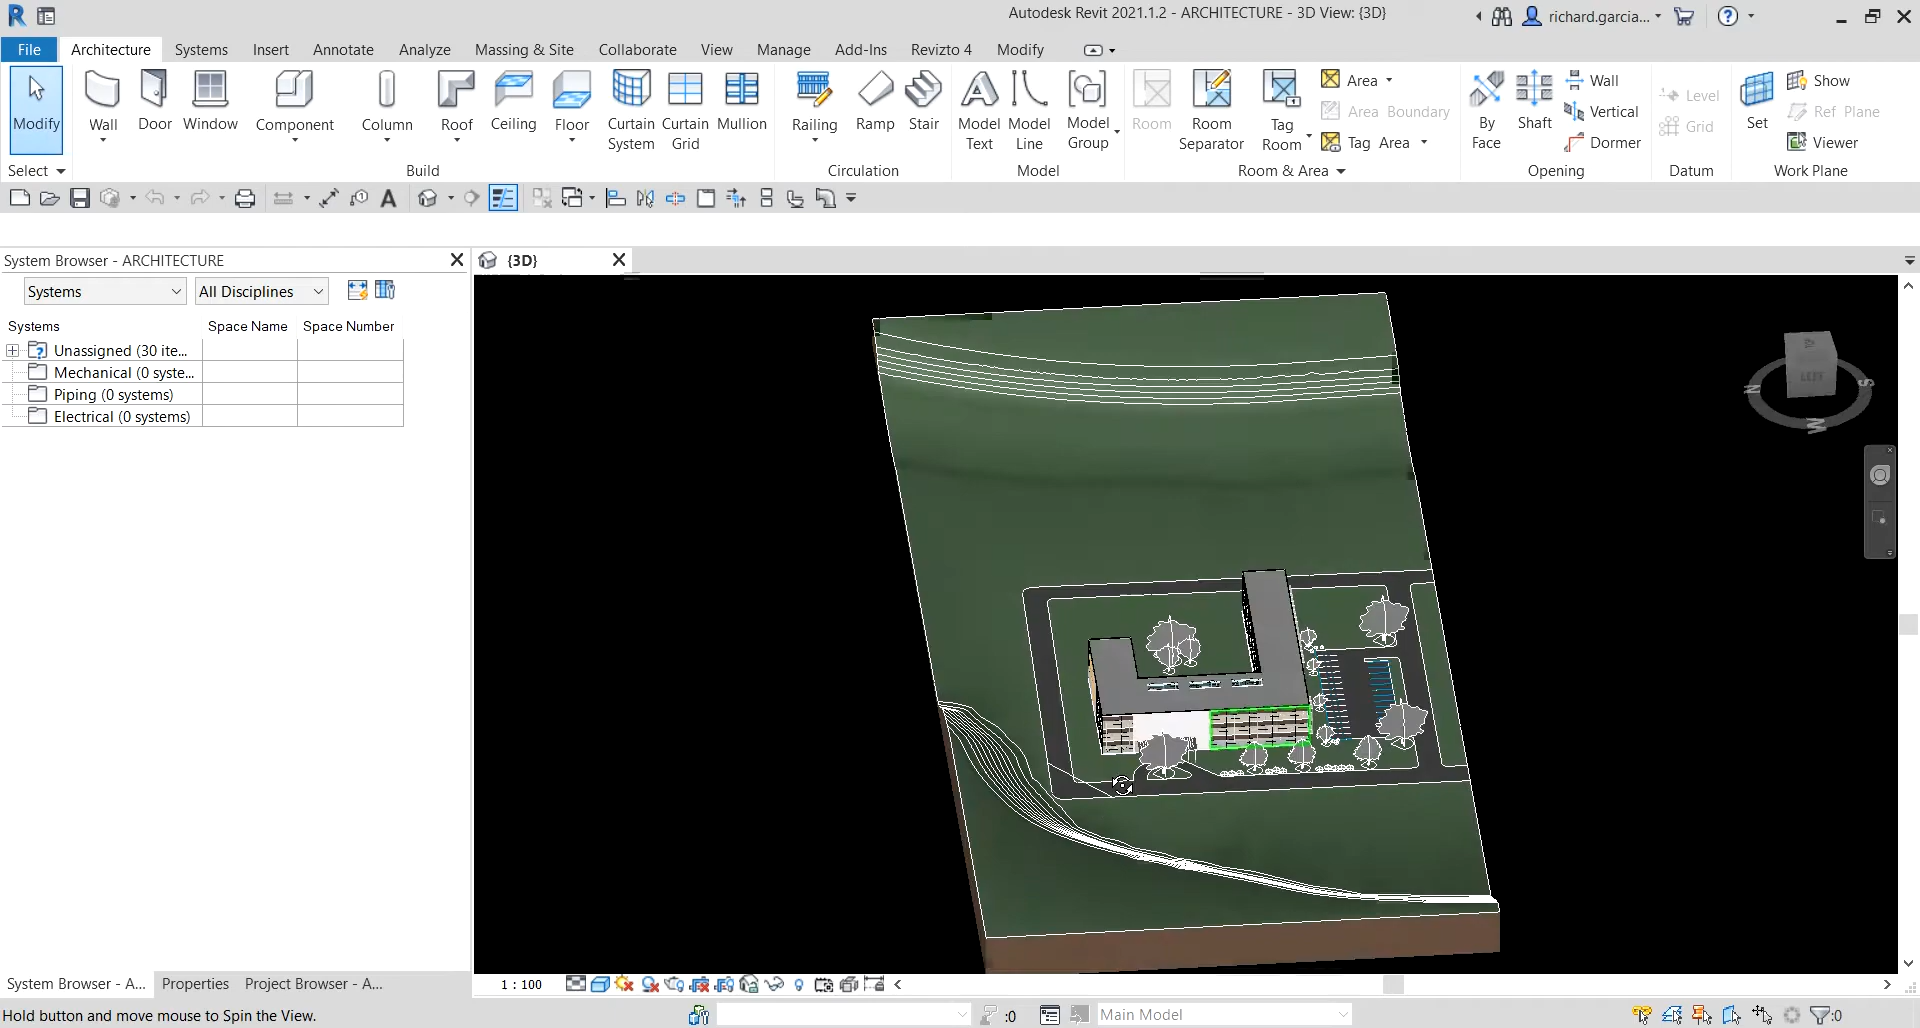 Autodesk Revit 2021.1.2 - ARCHITECTURE - 3D View: {3D}
richard.garcia...
File Architecture Systems Insert Annotate Analyze Massing & Site Collaborate View Manage Add-Ins Revizto 4 Modify
Modify
Wall
Door
Window
Component
Column
Roof
Ceiling
Floor
Curtain System
Curtain Grid
Mullion
Railing
Ramp
Stair
Model Text
Model Line
Model Group
Room
Room Separator
Tag Room
Area
Area Boundary
Tag Area
By Face
Shaft
Wall
Vertical
Dormer
Level
Grid
Set
Show
Ref Plane
Viewer
Select Build Circulation Model Room & Area Opening Datum Work Plane
System Browser - ARCHITECTURE
{3D}
Systems All Disciplines
Systems Space Name Space Number
Unassigned (30 ite...
Mechanical (0 syste...
Piping (0 systems)
Electrical (0 systems)
LEFT
N
S
W
System Browser - A... Properties Project Browser - A...
1 : 100
Hold button and move mouse to Spin the View.
:0
Main Model
:0